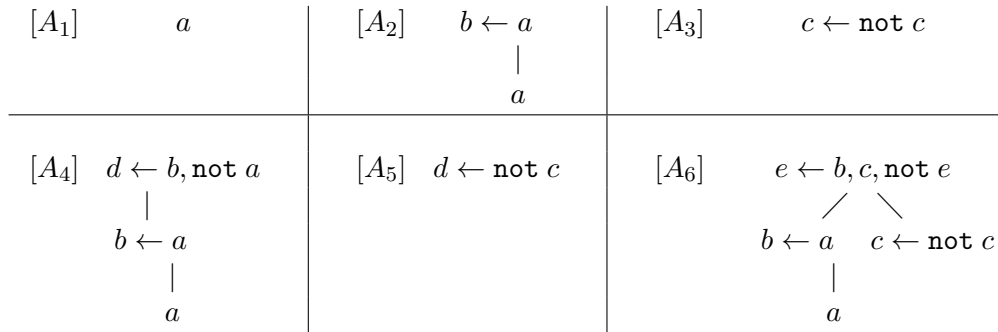 [A₁] a [A₂] b ← a [A₃] c ← not c
a
[A₄] d ← b, not a [A₅] d ← not c [A₆] e ← b, c, not e
b ← a b ← a c ← not c
a a